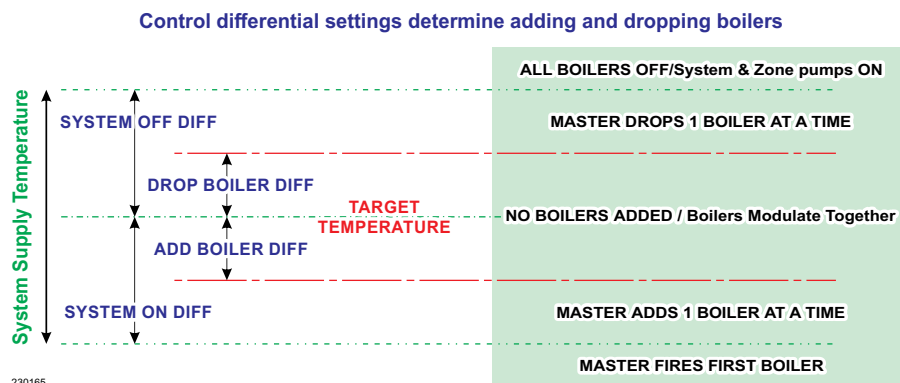 Control differential settings determine adding and dropping boilers
ALL BOILERS OFF/System & Zone pumps ON
System Supply Temperature
SYSTEM OFF DIFF
MASTER DROPS 1 BOILER AT A TIME
DROP BOILER DIFF
TARGET
TEMPERATURE
NO BOILERS ADDED / Boilers Modulate Together
ADD BOILER DIFF
SYSTEM ON DIFF
MASTER ADDS 1 BOILER AT A TIME
MASTER FIRES FIRST BOILER
230165